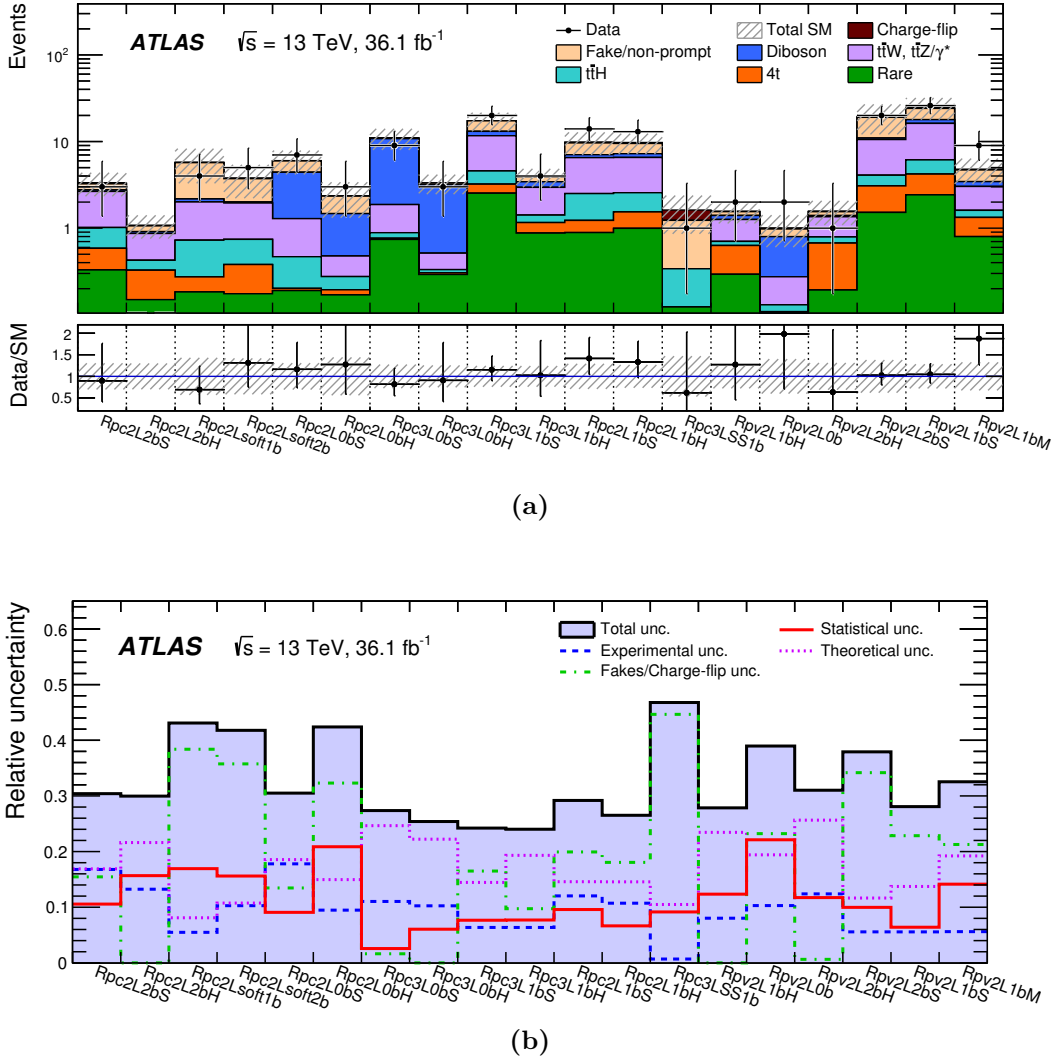 Events
10²
10
1
ATLAS √s = 13 TeV, 36.1 fb⁻¹
Data Total SM Charge-flip
Fake/non-prompt Diboson tt̄W, tt̄Z/γ*
tt̄H 4t Rare
Data/SM
2
1.5
1
0.5
Rpc2L2bS Rpc2L2bH Rpc2Lsoft1b Rpc2Lsoft2b Rpc2L0bS Rpc2L0bH Rpc3L0bS Rpc3L0bH Rpc3L1bS Rpc3L1bH Rpc2L1bS Rpc2L1bH Rpc3LSS1b Rpv2L1bH Rpv2L0b Rpv2L2bH Rpv2L2bS Rpv2L1bS Rpv2L1bM
(a)
Relative uncertainty
0.6
0.5
0.4
0.3
0.2
0.1
0
ATLAS √s = 13 TeV, 36.1 fb⁻¹
Total unc. Statistical unc.
Experimental unc. Theoretical unc.
Fakes/Charge-flip unc.
Rpc2L2bS Rpc2L2bH Rpc2Lsoft1b Rpc2Lsoft2b Rpc2L0bS Rpc2L0bH Rpc3L0bS Rpc3L0bH Rpc3L1bS Rpc3L1bH Rpc2L1bS Rpc2L1bH Rpc3LSS1b Rpv2L1bH Rpv2L0b Rpv2L2bH Rpv2L2bS Rpv2L1bS Rpv2L1bM
(b)